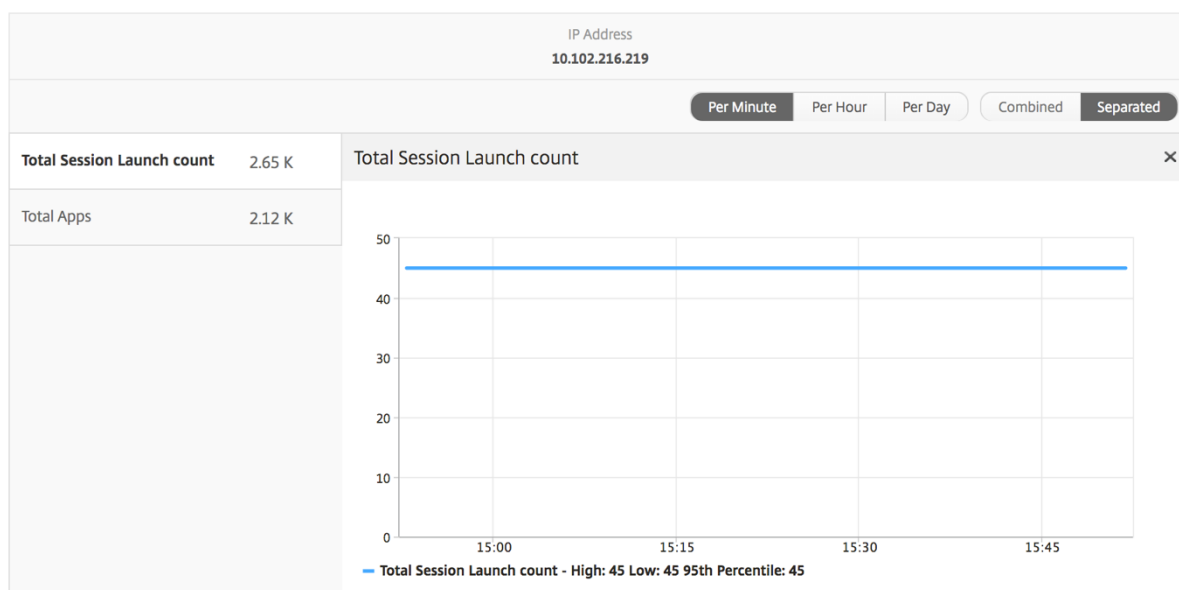 IP Address
10.102.216.219
Per Minute Per Hour Per Day Combined Separated
Total Session Launch count 2.65 K
Total Apps 2.12 K
Total Session Launch count ×
50
40
30
20
10
0
15:00 15:15 15:30 15:45
Total Session Launch count - High: 45 Low: 45 95th Percentile: 45